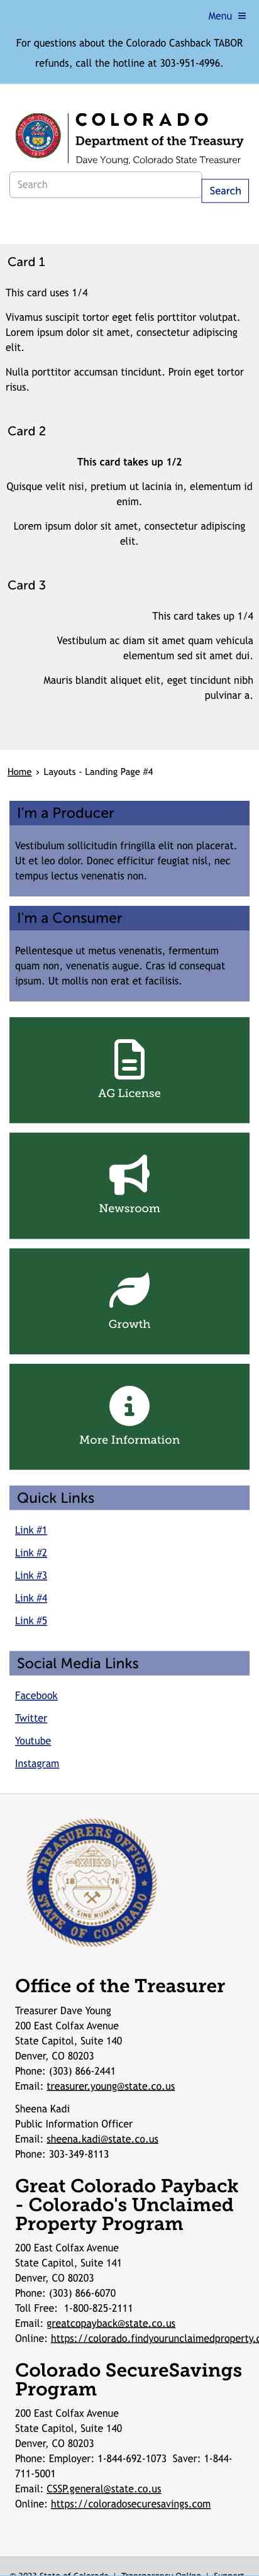 Menu ≡
For questions about the Colorado Cashback TABOR
refunds, call the hotline at 303-951-4996.
COLORADO
Department of the Treasury
Dave Young, Colorado State Treasurer
Search
Search
Card 1
This card uses 1/4
Vivamus suscipit tortor eget felis porttitor volutpat.
Lorem ipsum dolor sit amet, consectetur adipiscing
elit.
Nulla porttitor accumsan tincidunt. Proin eget tortor
risus.
Card 2
This card takes up 1/2
Quisque velit nisi, pretium ut lacinia in, elementum id
enim.
Lorem ipsum dolor sit amet, consectetur adipiscing
elit.
Card 3
This card takes up 1/4
Vestibulum ac diam sit amet quam vehicula
elementum sed sit amet dui.
Mauris blandit aliquet elit, eget tincidunt nibh
pulvinar a.
Home › Layouts - Landing Page #4
I'm a Producer
Vestibulum sollicitudin fringilla elit non placerat.
Ut et leo dolor. Donec efficitur feugiat nisl, nec
tempus lectus venenatis non.
I'm a Consumer
Pellentesque ut metus venenatis, fermentum
quam non, venenatis augue. Cras id consequat
ipsum. Ut mollis non erat et facilisis.
AG License
Newsroom
Growth
More Information
Quick Links
Link #1
Link #2
Link #3
Link #4
Link #5
Social Media Links
Facebook
Twitter
Youtube
Instagram
TREASURERS OFFICE
18 76
NIL SINE NUMINE
STATE OF COLORADO
Office of the Treasurer
Treasurer Dave Young
200 East Colfax Avenue
State Capitol, Suite 140
Denver, CO 80203
Phone: (303) 866-2441
Email: treasurer.young@state.co.us
Sheena Kadi
Public Information Officer
Email: sheena.kadi@state.co.us
Phone: 303-349-8113
Great Colorado Payback
- Colorado's Unclaimed
Property Program
200 East Colfax Avenue
State Capitol, Suite 141
Denver, CO 80203
Phone: (303) 866-6070
Toll Free:  1-800-825-2111
Email: greatcopayback@state.co.us
Online: https://colorado.findyourunclaimedproperty.c
Colorado SecureSavings
Program
200 East Colfax Avenue
State Capitol, Suite 140
Denver, CO 80203
Phone: Employer: 1-844-692-1073  Saver: 1-844-
711-5001
Email: CSSP.general@state.co.us
Online: https://coloradosecuresavings.com
© 2023 State of Colorado | Transparency Online | Support